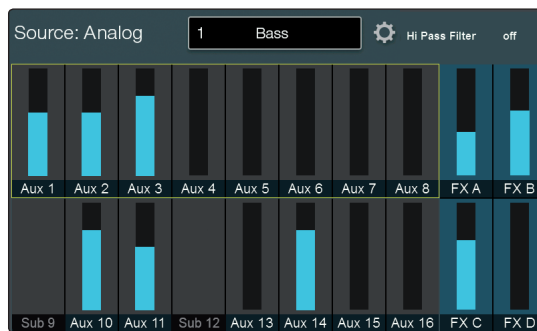 Source: Analog 1 Bass Hi Pass Filter off
Aux 1 Aux 2 Aux 3 Aux 4 Aux 5 Aux 6 Aux 7 Aux 8 FX A FX B
Sub 9 Aux 10 Aux 11 Sub 12 Aux 13 Aux 14 Aux 15 Aux 16 FX C FX D